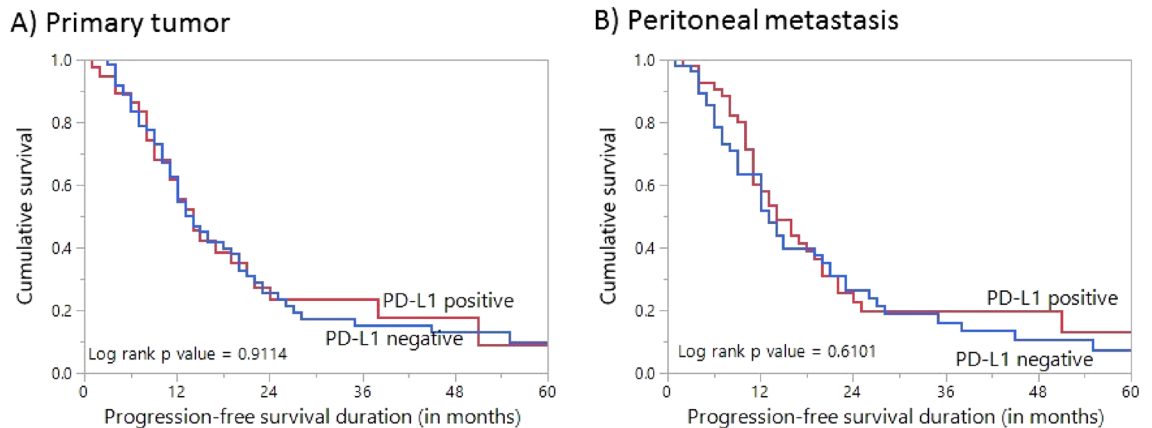 A) Primary tumor
1.0
0.8
0.6
0.4
0.2
0.0
Cumulative survival
PD-L1 positive
PD-L1 negative
Log rank p value = 0.9114
0 12 24 36 48 60
Progression-free survival duration (in months)
B) Peritoneal metastasis
1.0
0.8
0.6
0.4
0.2
0.0
Cumulative survival
PD-L1 positive
PD-L1 negative
Log rank p value = 0.6101
0 12 24 36 48 60
Progression-free survival duration (in months)